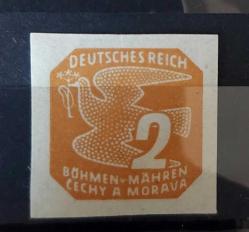 DEUTSCHES REICH
2
BÖHMEN-MÄHREN
ČECHY A MORAVA